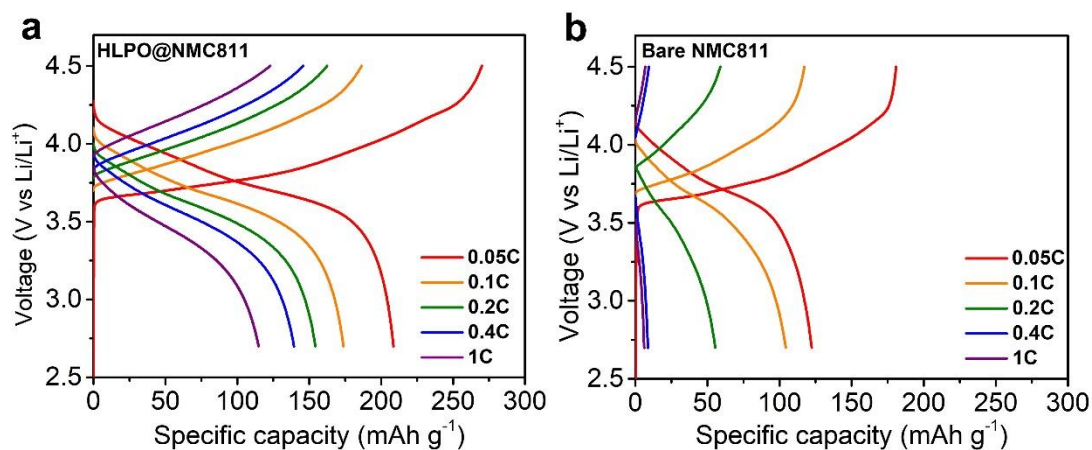 a
HLPO@NMC811
4.5
4.0
3.5
3.0
2.5
Voltage (V vs Li/Li⁺)
0.05C
0.1C
0.2C
0.4C
1C
0 50 100 150 200 250 300
Specific capacity (mAh g⁻¹)
b
Bare NMC811
4.5
4.0
3.5
3.0
2.5
Voltage (V vs Li/Li⁺)
0.05C
0.1C
0.2C
0.4C
1C
0 50 100 150 200 250 300
Specific capacity (mAh g⁻¹)